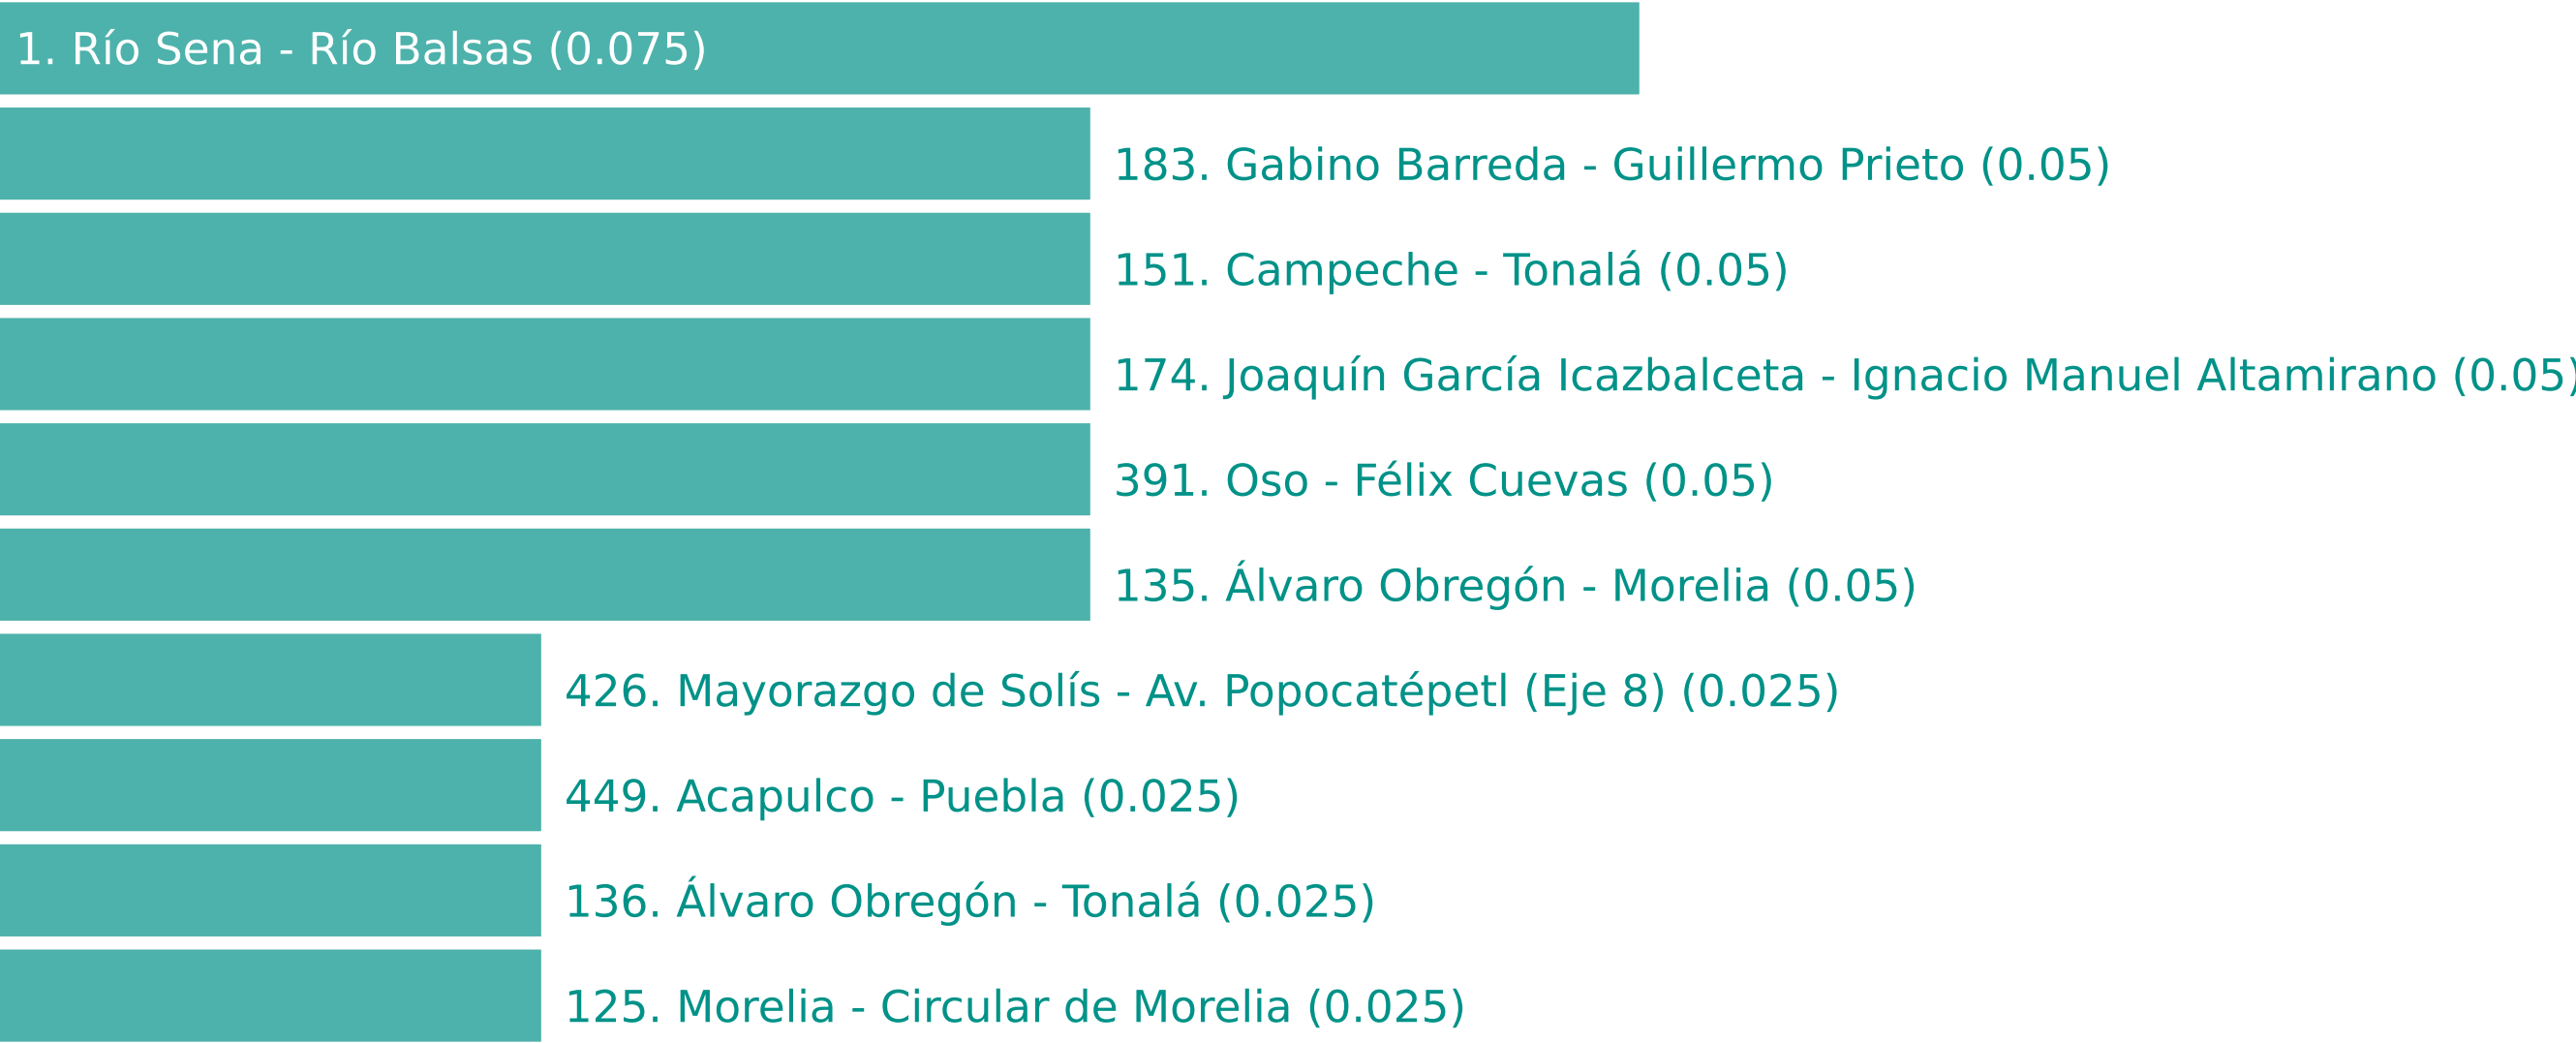 1. Río Sena - Río Balsas (0.075)
183. Gabino Barreda - Guillermo Prieto (0.05)
151. Campeche - Tonalá (0.05)
174. Joaquín García Icazbalceta - Ignacio Manuel Altamirano (0.05)
391. Oso - Félix Cuevas (0.05)
135. Álvaro Obregón - Morelia (0.05)
426. Mayorazgo de Solís - Av. Popocatépetl (Eje 8) (0.025)
449. Acapulco - Puebla (0.025)
136. Álvaro Obregón - Tonalá (0.025)
125. Morelia - Circular de Morelia (0.025)